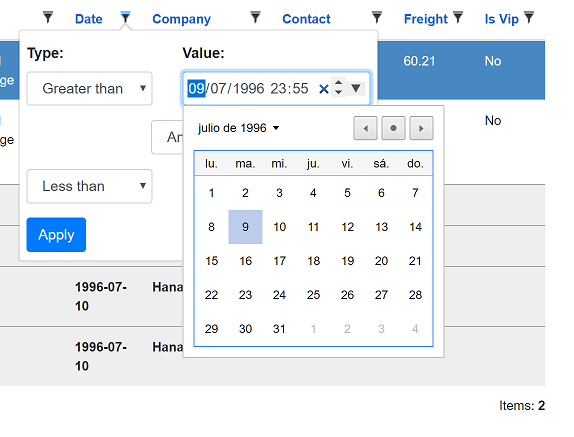 Date Company Contact Freight Is Vip
Type: Value:
60.21 No
ge
Greater than 09/07/1996 23:55
julio de 1996
No
ge
lu. ma. mi. ju. vi. sá. do.
1 2 3 4 5 6 7
Less than
8 9 10 11 12 13 14
Apply
15 16 17 18 19 20 21
1996-07-10 Hana
22 23 24 25 26 27 28
29 30 31 1 2 3 4
1996-07-10 Hana
Items: 2